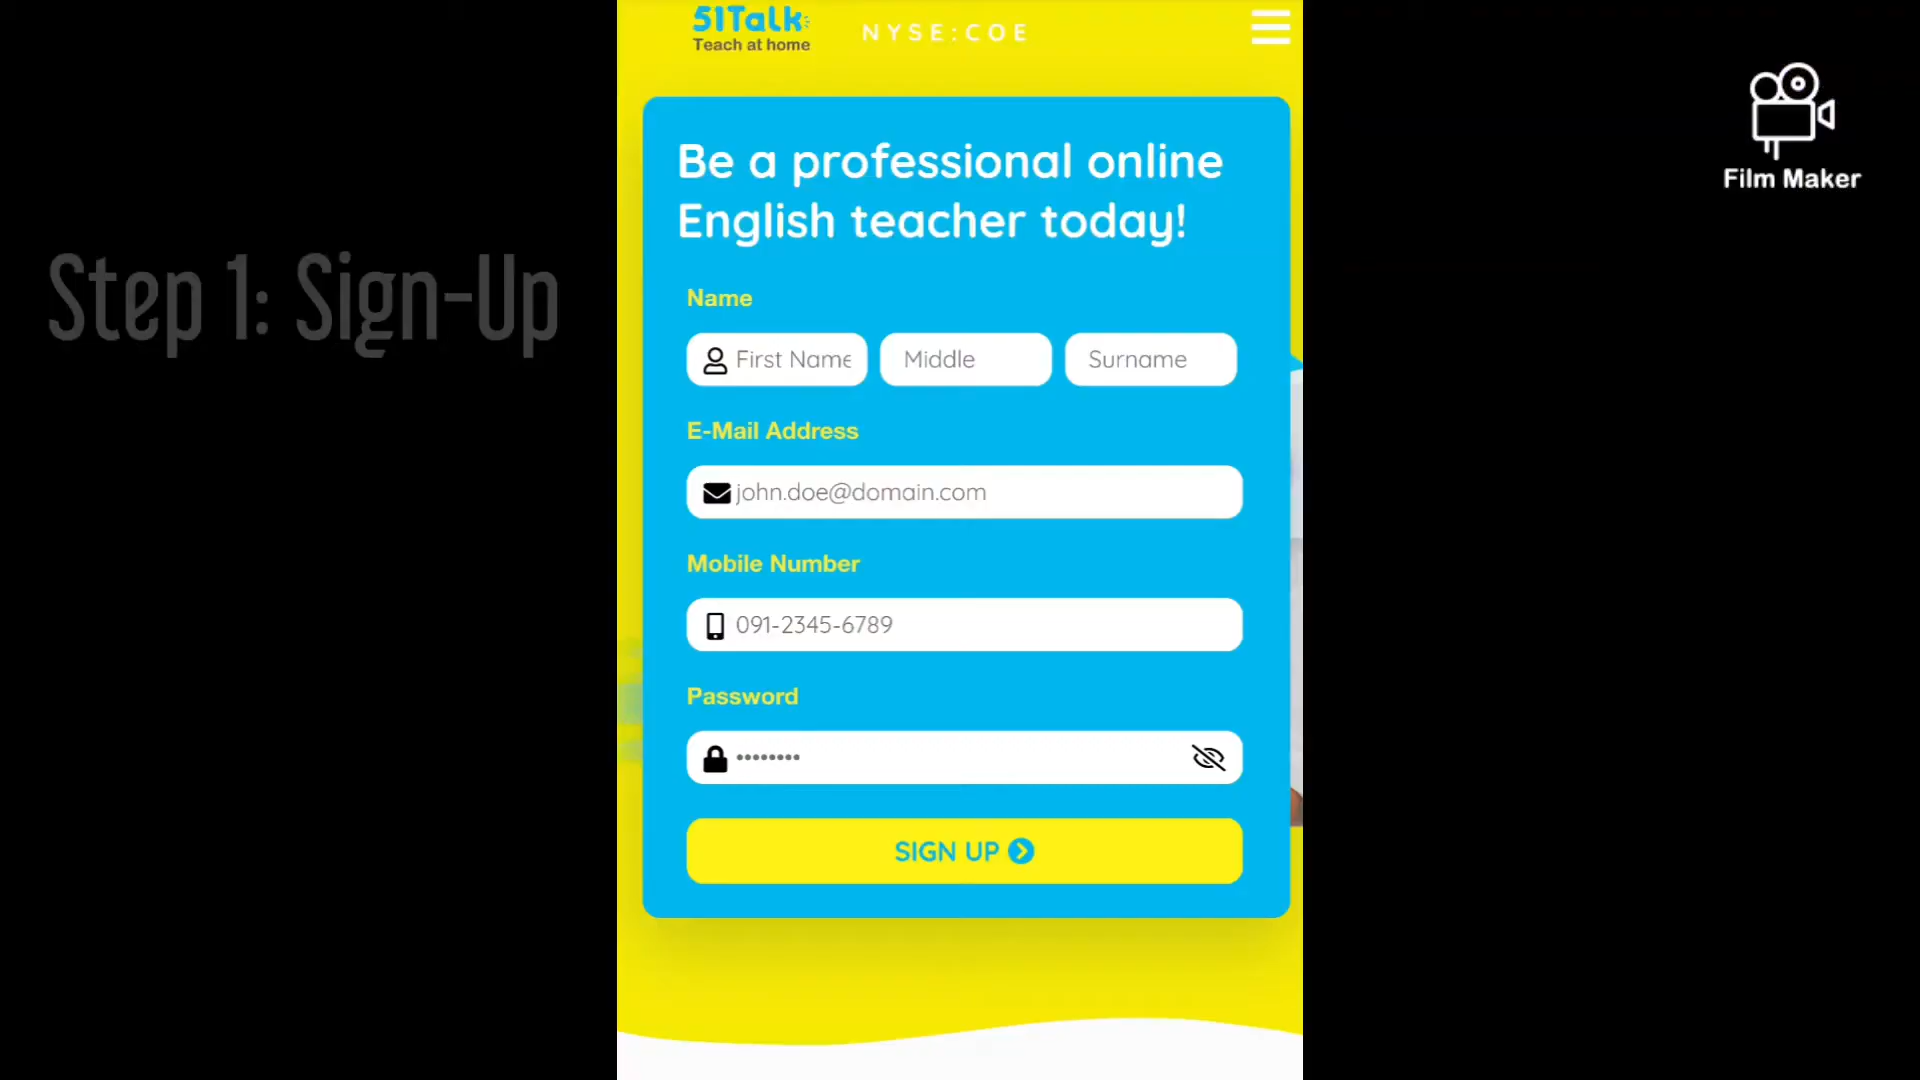 51Talk
Teach at home
NYSE:COE
Film Maker
Step 1: Sign-Up
Be a professional online
English teacher today!
Name
First Name
Middle
Surname
E-Mail Address
john.doe@domain.com
Mobile Number
091-2345-6789
Password
••••••••
SIGN UP